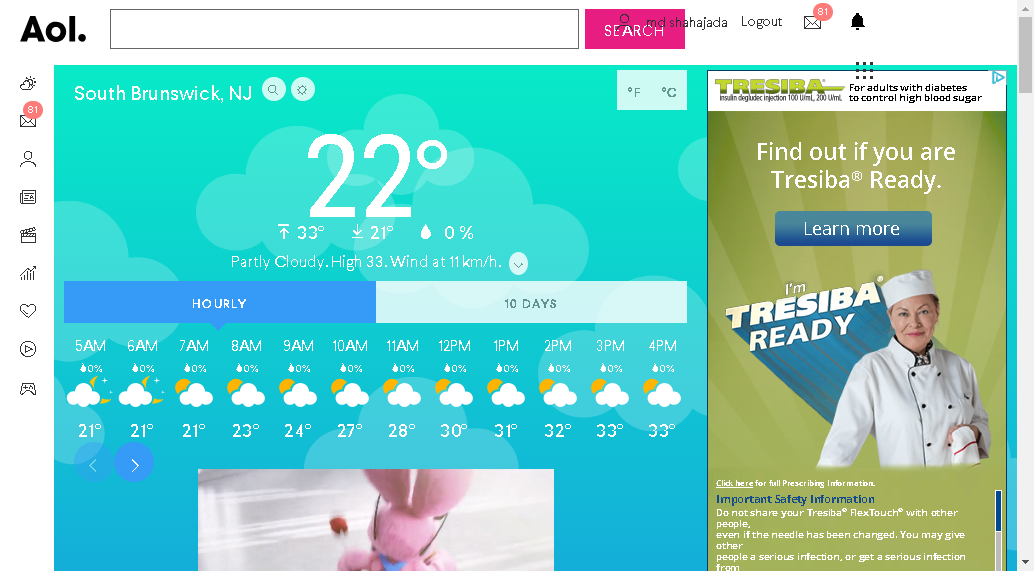 Aol.
SEARCH
md shahajada
Logout
81
81
South Brunswick, NJ
°F
°C
22°
33°
21°
0 %
Partly Cloudy. High 33. Wind at 11 km/h.
HOURLY
10 DAYS
5AM 6AM 7AM 8AM 9AM 10AM 11AM 12PM 1PM 2PM 3PM 4PM
0% 0% 0% 0% 0% 0% 0% 0% 0% 0% 0% 0%
21° 21° 21° 23° 24° 27° 28° 30° 31° 32° 33° 33°
TRESIBA®
insulin degludec injection 100 U/mL, 200 U/mL
For adults with diabetes
to control high blood sugar
Find out if you are
Tresiba® Ready.
Learn more
I'm
TRESIBA®
READY
Click here for full Prescribing Information.
Important Safety Information
Do not share your Tresiba® FlexTouch® with other
people,
even if the needle has been changed. You may give
other
people a serious infection, or get a serious infection
from